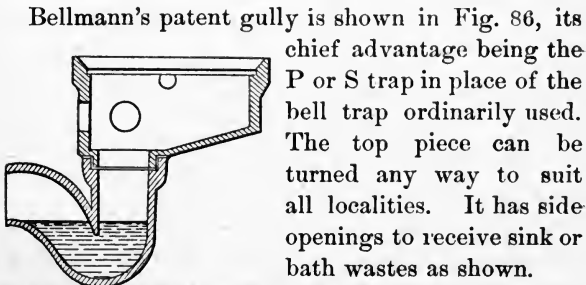 Bellmann's patent gully is shown in Fig. 86, its
chief advantage being the
P or S trap in place of the
bell trap ordinarily used.
The top piece can be
turned any way to suit
all localities. It has side
openings to receive sink or
bath wastes as shown.